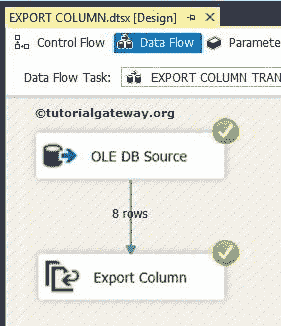 EXPORT COLUMN.dtsx [Design]
Control Flow Data Flow Paramete
Data Flow Task: EXPORT COLUMN TRAN
©tutorialgateway.org
OLE DB Source
8 rows
Export Column